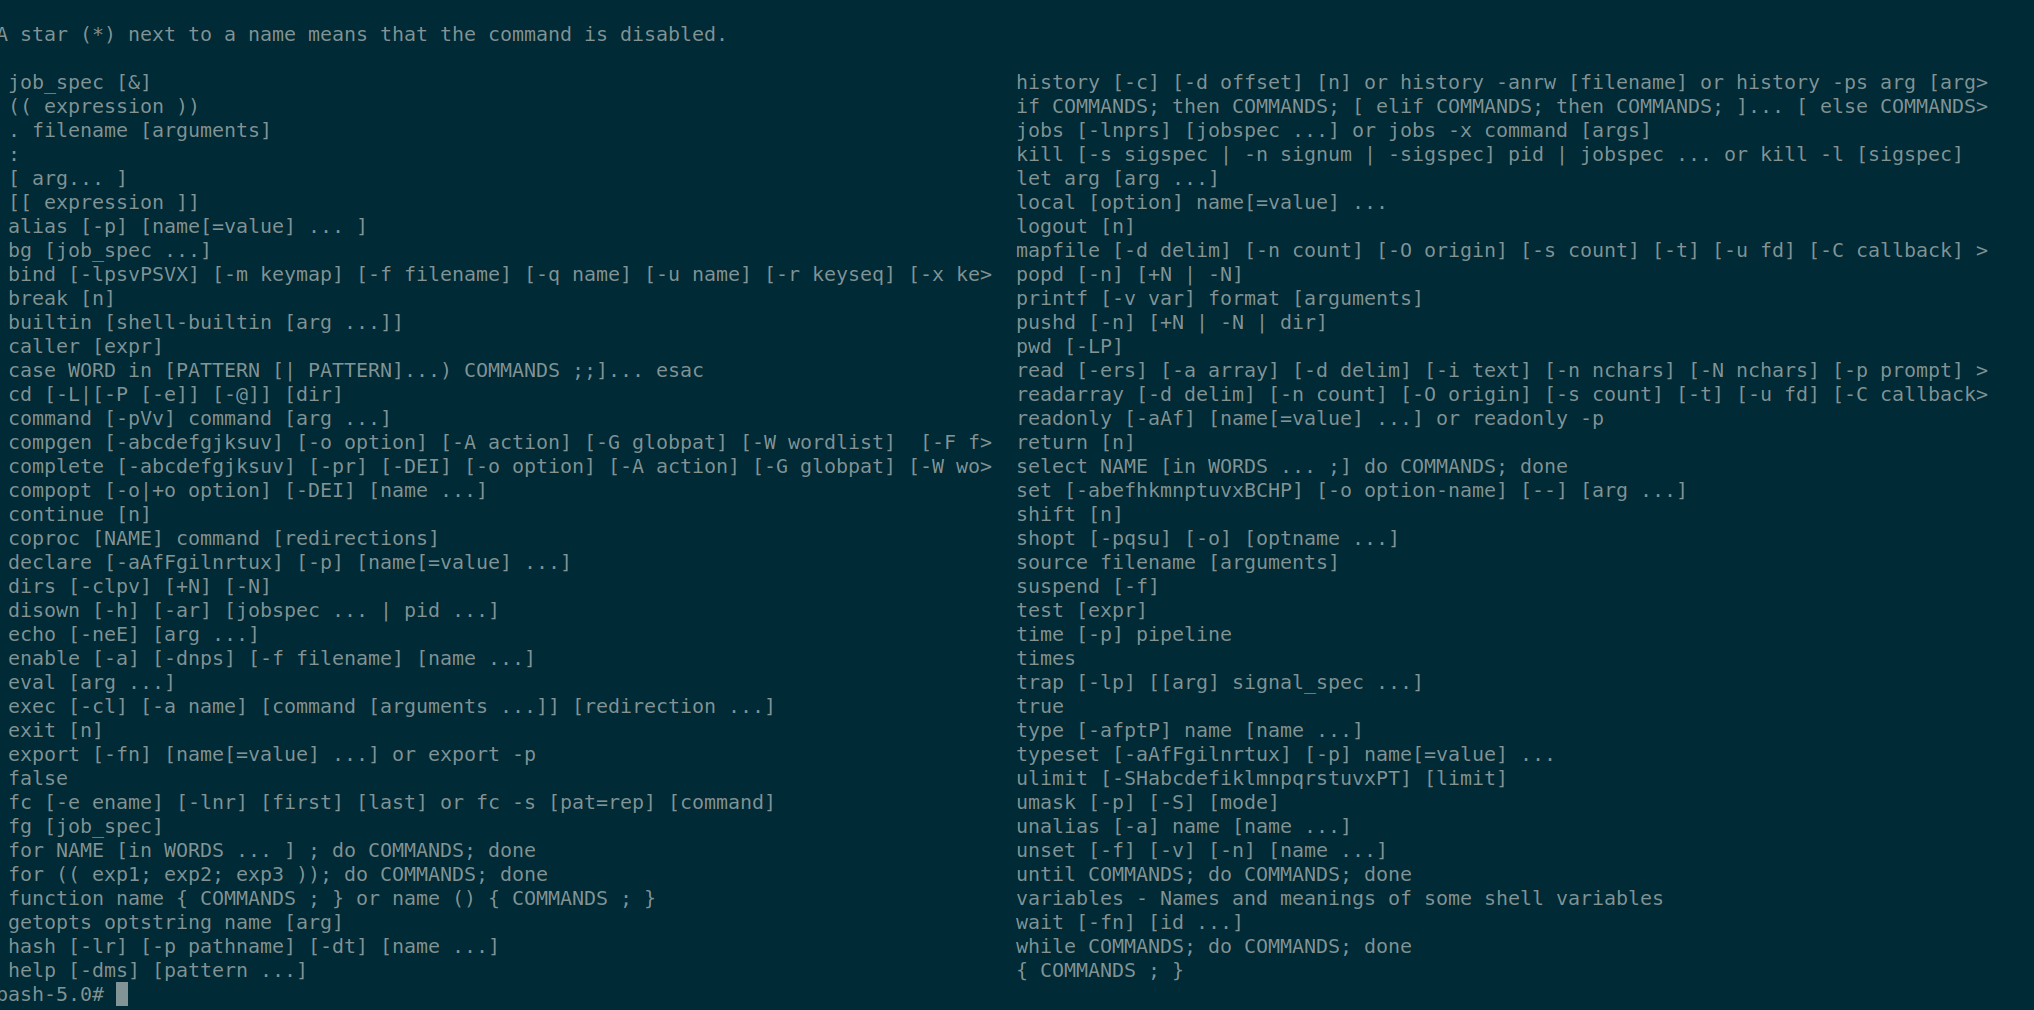 A star (*) next to a name means that the command is disabled.
job_spec [&]
(( expression ))
. filename [arguments]
:
[ arg... ]
[[ expression ]]
alias [-p] [name[=value] ... ]
bg [job_spec ...]
bind [-lpsvPSVX] [-m keymap] [-f filename] [-q name] [-u name] [-r keyseq] [-x ke>
break [n]
builtin [shell-builtin [arg ...]]
caller [expr]
case WORD in [PATTERN [| PATTERN]...) COMMANDS ;;]... esac
cd [-L|[-P [-e]] [-@]] [dir]
command [-pVv] command [arg ...]
compgen [-abcdefgjksuv] [-o option] [-A action] [-G globpat] [-W wordlist]  [-F f>
complete [-abcdefgjksuv] [-pr] [-DEI] [-o option] [-A action] [-G globpat] [-W wo>
compopt [-o|+o option] [-DEI] [name ...]
continue [n]
coproc [NAME] command [redirections]
declare [-aAfFgilnrtux] [-p] [name[=value] ...]
dirs [-clpv] [+N] [-N]
disown [-h] [-ar] [jobspec ... | pid ...]
echo [-neE] [arg ...]
enable [-a] [-dnps] [-f filename] [name ...]
eval [arg ...]
exec [-cl] [-a name] [command [arguments ...]] [redirection ...]
exit [n]
export [-fn] [name[=value] ...] or export -p
false
fc [-e ename] [-lnr] [first] [last] or fc -s [pat=rep] [command]
fg [job_spec]
for NAME [in WORDS ... ] ; do COMMANDS; done
for (( exp1; exp2; exp3 )); do COMMANDS; done
function name { COMMANDS ; } or name () { COMMANDS ; }
getopts optstring name [arg]
hash [-lr] [-p pathname] [-dt] [name ...]
help [-dms] [pattern ...]
history [-c] [-d offset] [n] or history -anrw [filename] or history -ps arg [arg>
if COMMANDS; then COMMANDS; [ elif COMMANDS; then COMMANDS; ]... [ else COMMANDS>
jobs [-lnprs] [jobspec ...] or jobs -x command [args]
kill [-s sigspec | -n signum | -sigspec] pid | jobspec ... or kill -l [sigspec]
let arg [arg ...]
local [option] name[=value] ...
logout [n]
mapfile [-d delim] [-n count] [-O origin] [-s count] [-t] [-u fd] [-C callback] >
popd [-n] [+N | -N]
printf [-v var] format [arguments]
pushd [-n] [+N | -N | dir]
pwd [-LP]
read [-ers] [-a array] [-d delim] [-i text] [-n nchars] [-N nchars] [-p prompt] >
readarray [-d delim] [-n count] [-O origin] [-s count] [-t] [-u fd] [-C callback>
readonly [-aAf] [name[=value] ...] or readonly -p
return [n]
select NAME [in WORDS ... ;] do COMMANDS; done
set [-abefhkmnptuvxBCHP] [-o option-name] [--] [arg ...]
shift [n]
shopt [-pqsu] [-o] [optname ...]
source filename [arguments]
suspend [-f]
test [expr]
time [-p] pipeline
times
trap [-lp] [[arg] signal_spec ...]
true
type [-afptP] name [name ...]
typeset [-aAfFgilnrtux] [-p] name[=value] ...
ulimit [-SHabcdefiklmnpqrstuvxPT] [limit]
umask [-p] [-S] [mode]
unalias [-a] name [name ...]
unset [-f] [-v] [-n] [name ...]
until COMMANDS; do COMMANDS; done
variables - Names and meanings of some shell variables
wait [-fn] [id ...]
while COMMANDS; do COMMANDS; done
{ COMMANDS ; }
bash-5.0#